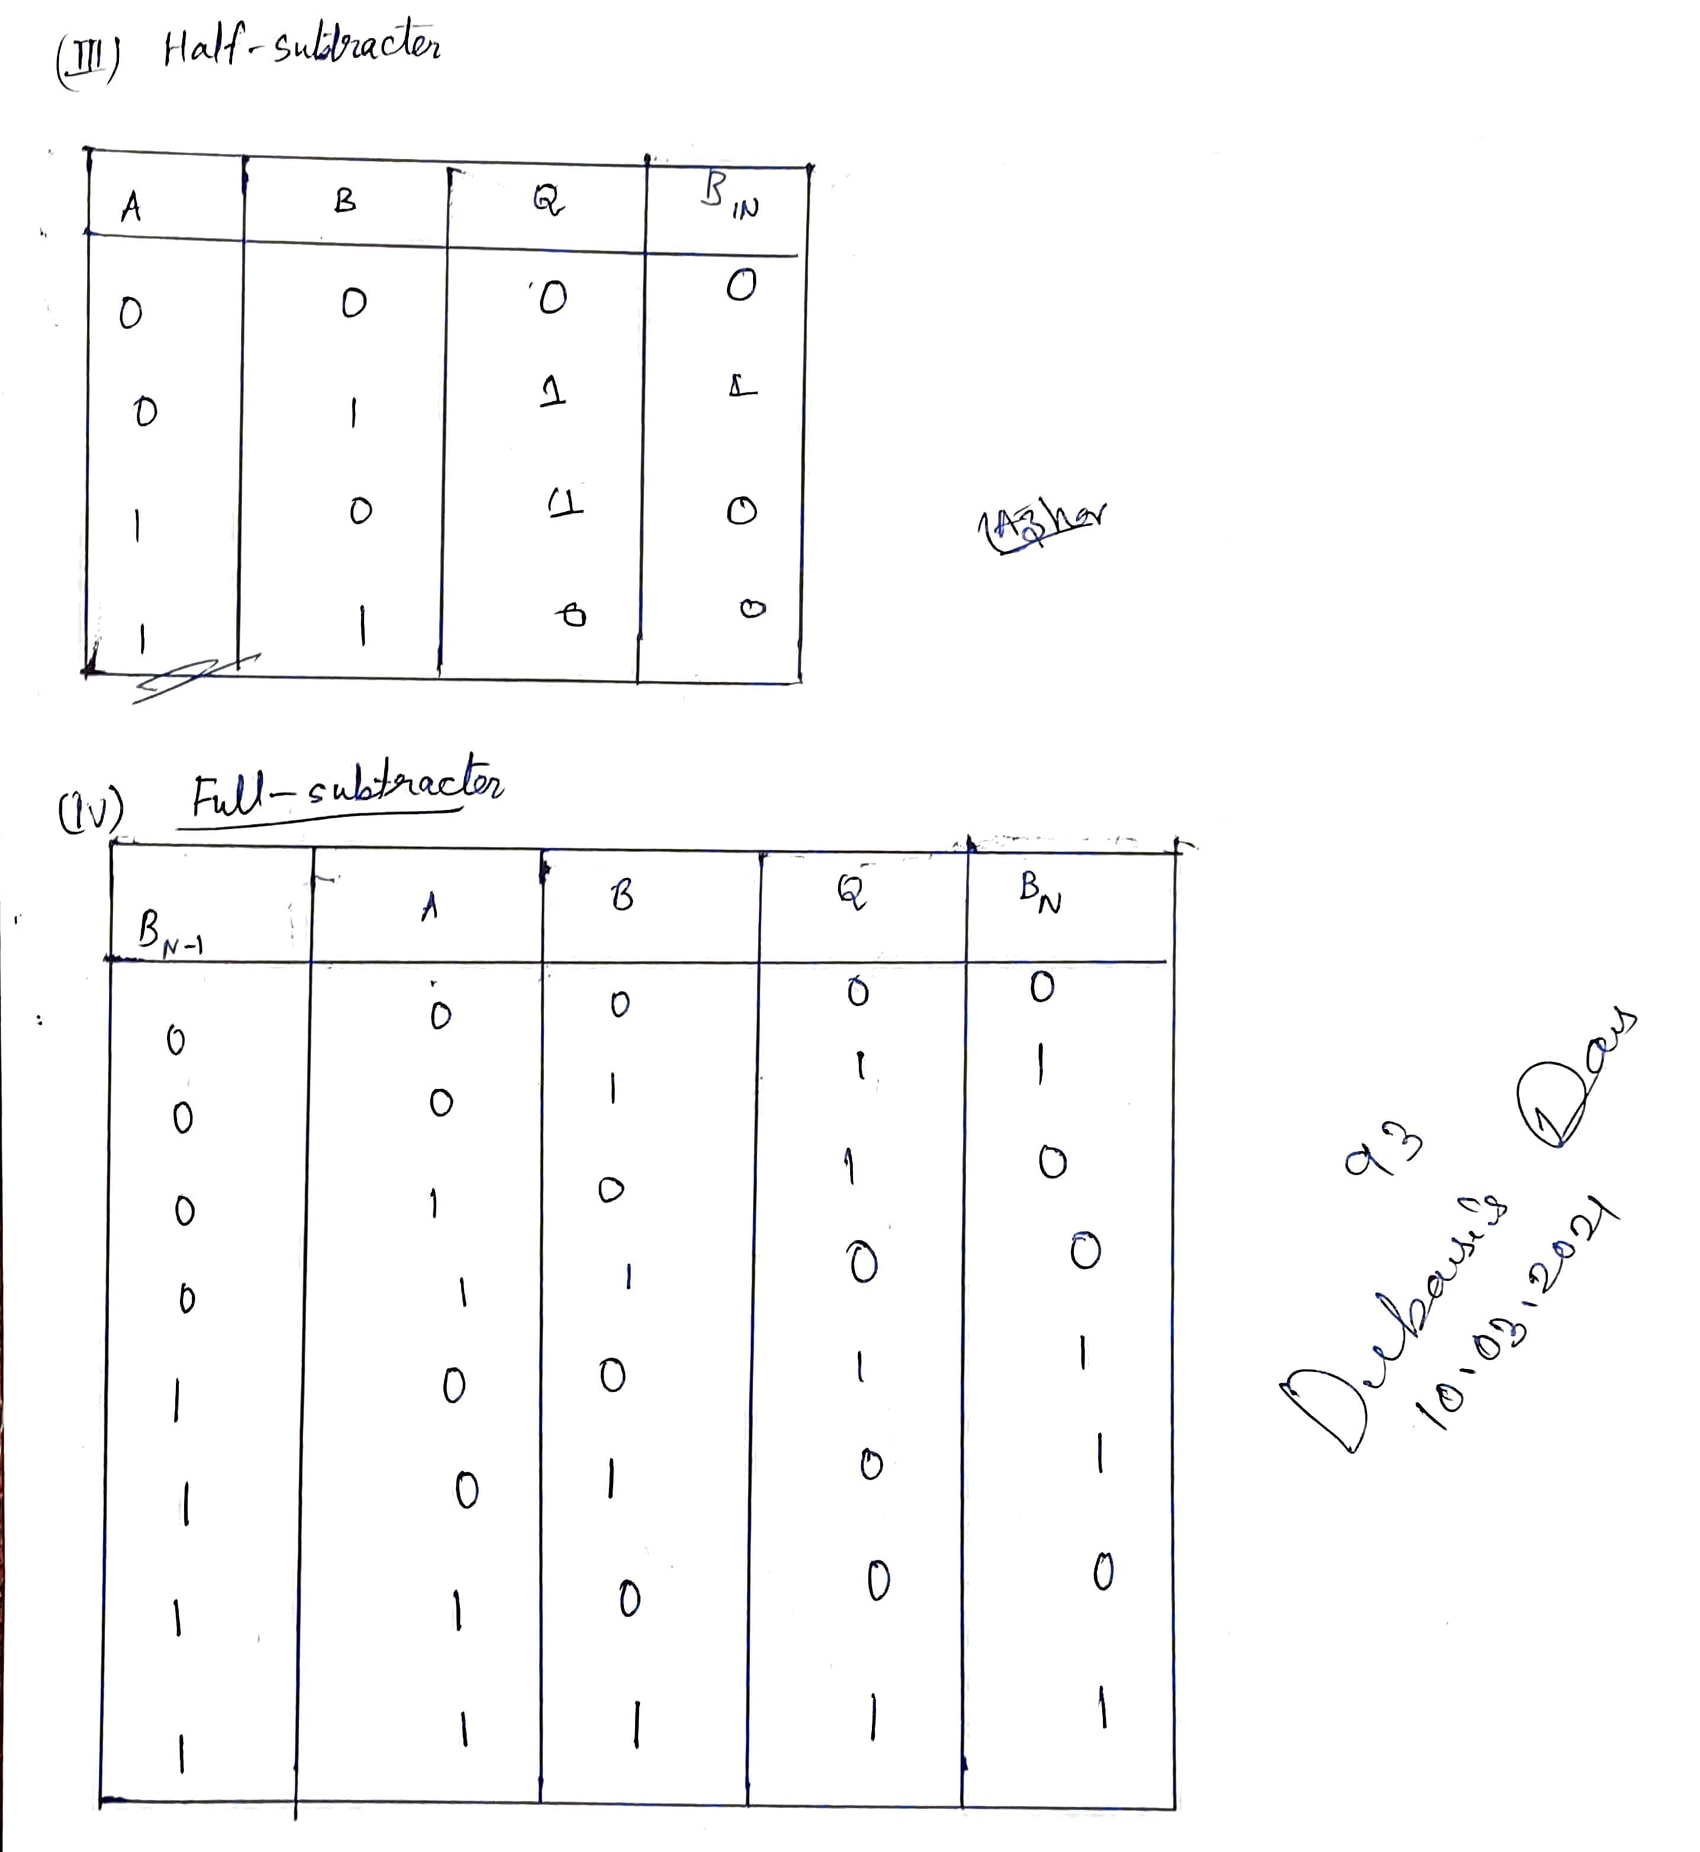 (III) Half-subtracter
A B Q B IN
0 0 0 0
0 1 1 1
1 0 1 0
1 1 0 0
Azhar
(IV) Full-subtracter
B N-1 A B Q B N
0 0 0 0 0
0 0 1 1 1
0 1 0 1 0
0 1 1 0 0
1 0 0 1 1
1 0 1 0 1
1 1 0 0 0
1 1 1 1 1
93
Debasis Das
10.03.2021